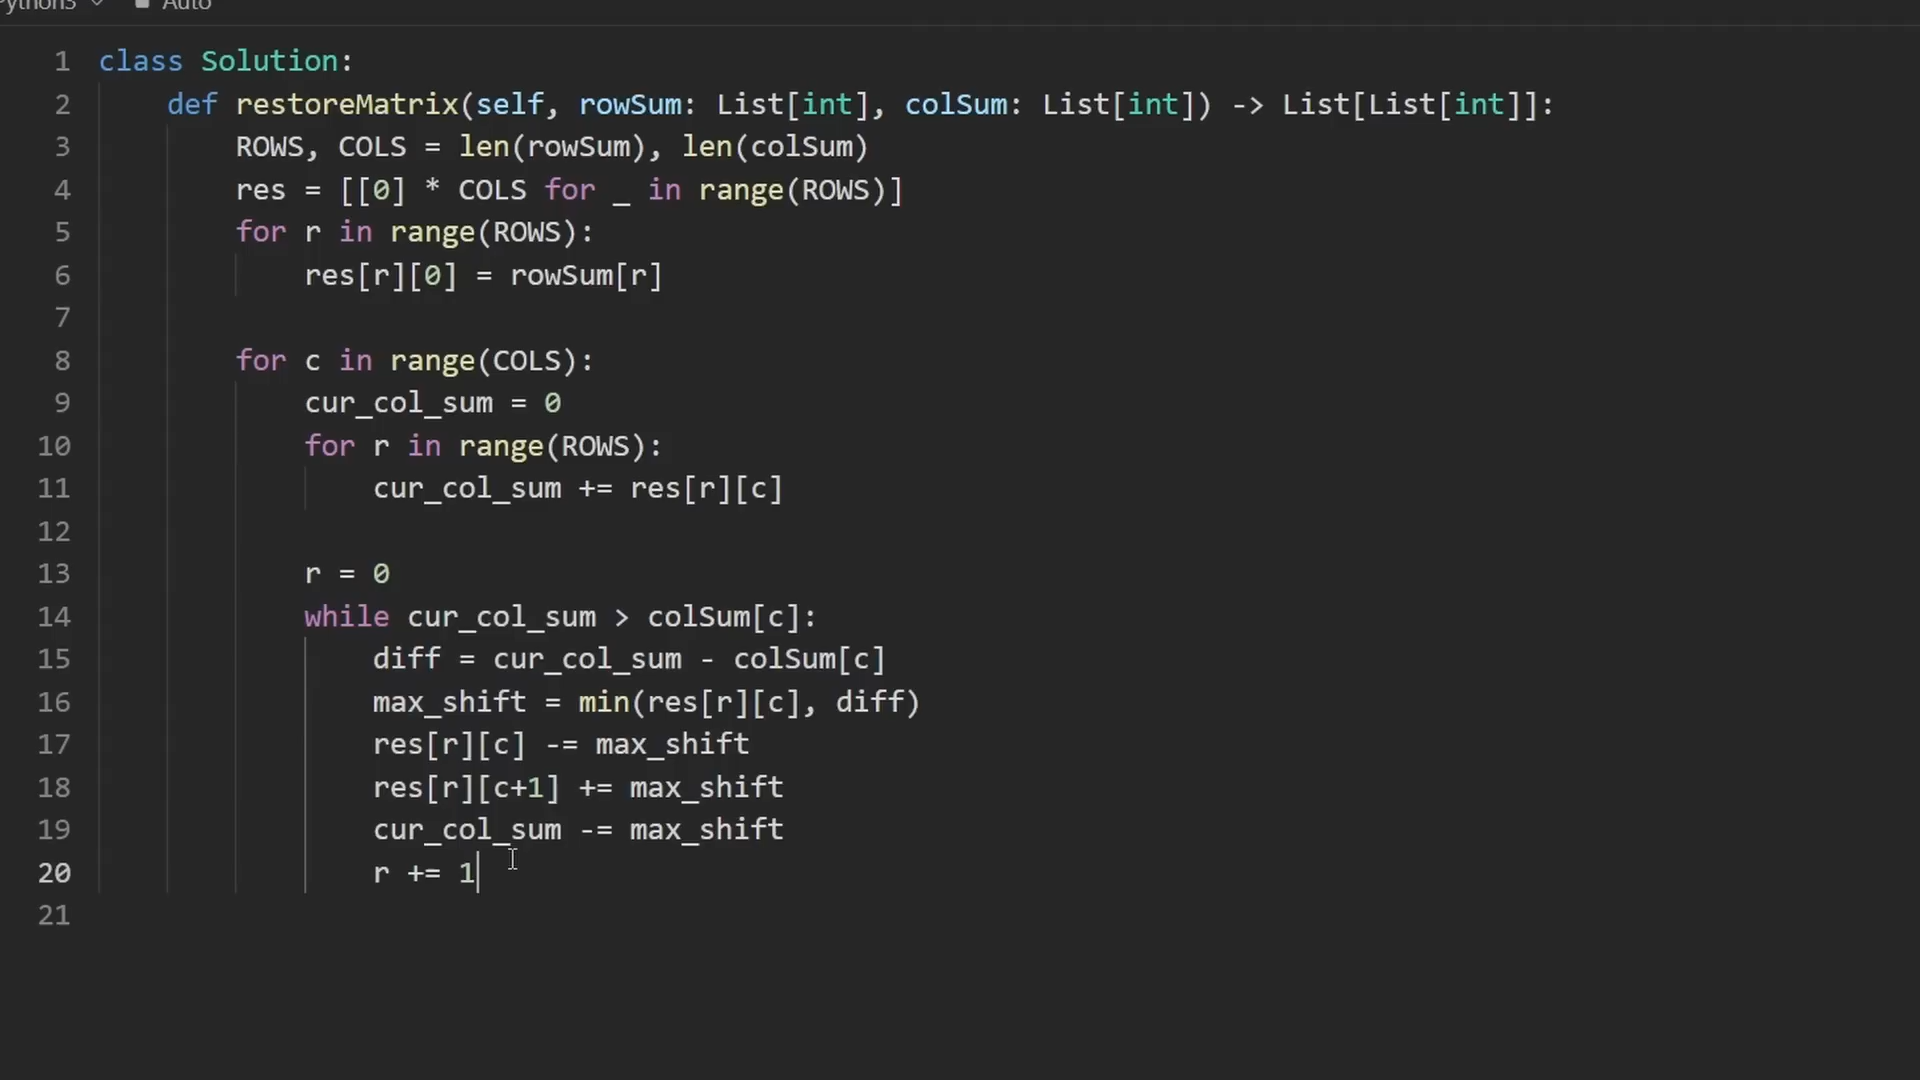 Python3 Auto
1 class Solution:
2     def restoreMatrix(self, rowSum: List[int], colSum: List[int]) -> List[List[int]]:
3         ROWS, COLS = len(rowSum), len(colSum)
4         res = [[0] * COLS for _ in range(ROWS)]
5         for r in range(ROWS):
6             res[r][0] = rowSum[r]
7
8         for c in range(COLS):
9             cur_col_sum = 0
10             for r in range(ROWS):
11                 cur_col_sum += res[r][c]
12
13             r = 0
14             while cur_col_sum > colSum[c]:
15                 diff = cur_col_sum - colSum[c]
16                 max_shift = min(res[r][c], diff)
17                 res[r][c] -= max_shift
18                 res[r][c+1] += max_shift
19                 cur_col_sum -= max_shift
20                 r += 1
21